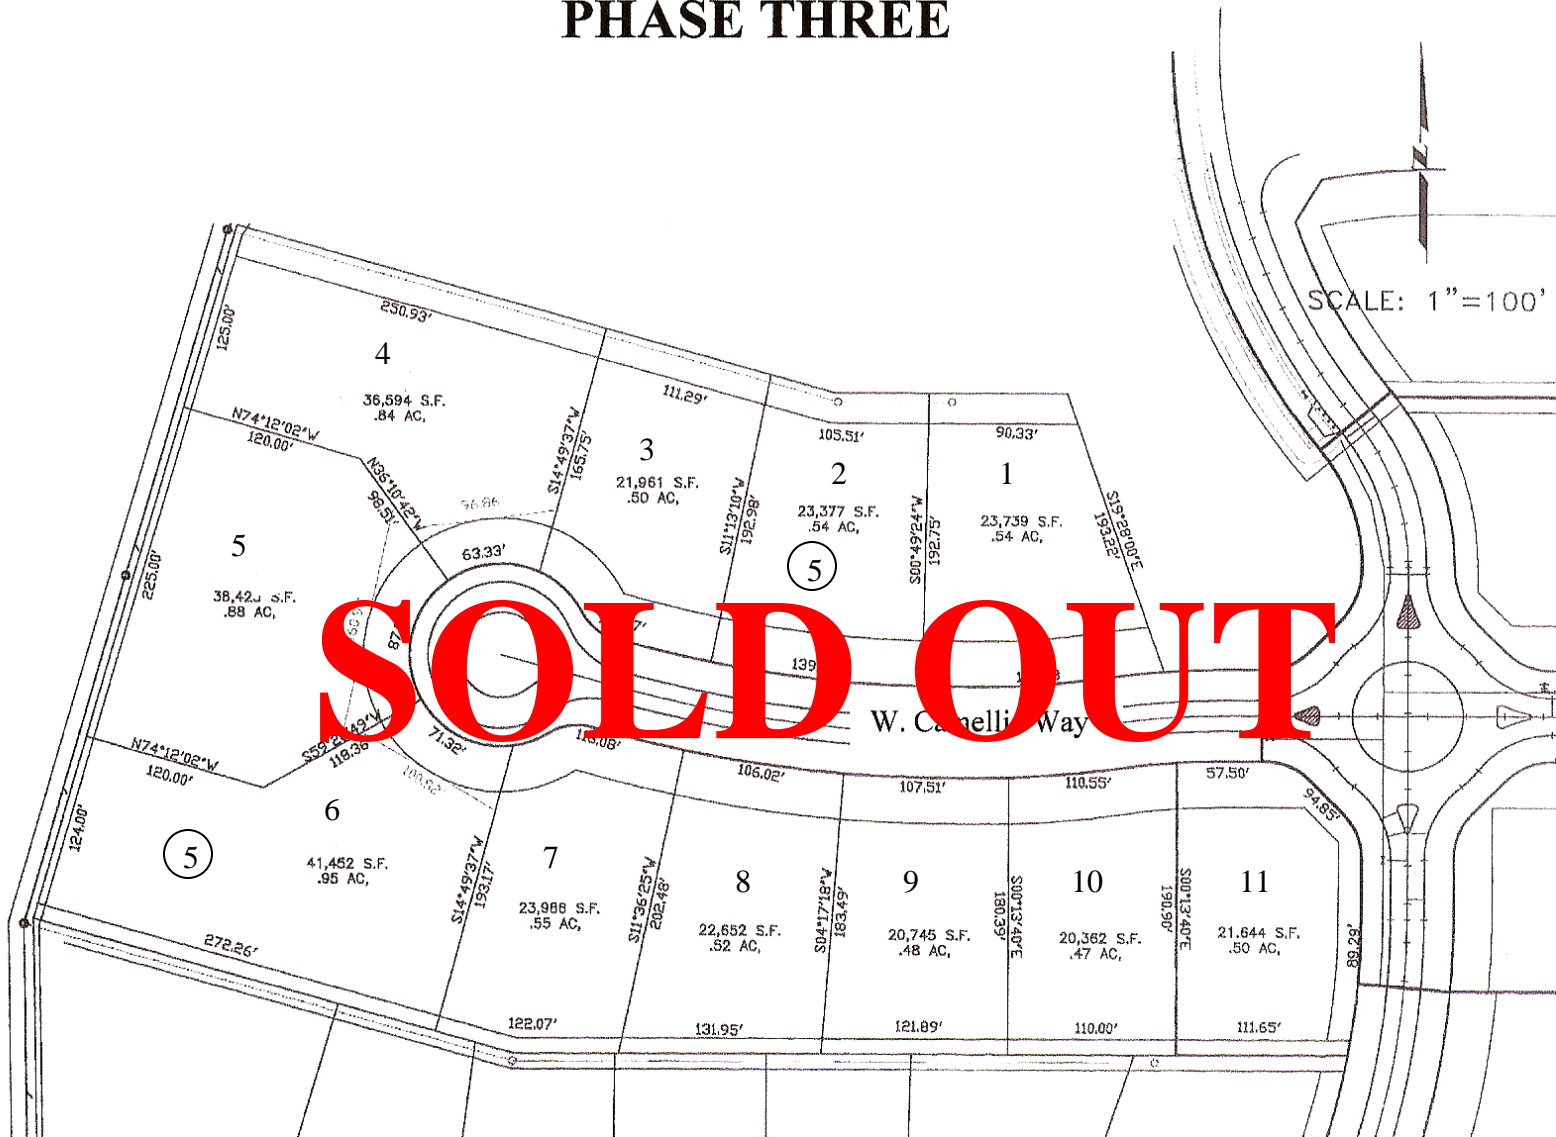 PHASE THREE
SCALE: 1"=100'
250.93'
125.00'
4
36,594 S.F.
.84 AC,
N74°12'02"W
120.00'
N36°10'42"W
98.51'
96.86
S14°49'37"W
165.75'
111.29'
3
21,961 S.F.
.50 AC,
S11°13'10"W
192.98'
105.51'
2
23,377 S.F.
.54 AC,
5
S00°49'24"W
192.75'
90.33'
1
23,739 S.F.
.54 AC,
S19°28'00"E
193.22'
5
.88 AC,
225.00'
63.33'
SOLD OUT
W. Camellia Way
71.32'
118.36'
N74°12'02"W
120.00'
124.00'
6
41,452 S.F.
.95 AC,
5
272.26'
S14°49'37"W
193.17'
7
23,986 S.F.
.55 AC,
122.07'
S11°36'25"W
202.48'
106.02'
8
22,652 S.F.
.52 AC,
131.95'
S04°17'18"W
183.49'
107.51'
9
20,745 S.F.
.48 AC,
121.89'
S00°13'40"E
180.39'
110.55'
10
20,362 S.F.
.47 AC,
110.00'
S00°13'40"E
190.90'
57.50'
94.85'
11
21.644 S.F.
.50 AC,
111.65'
89.28'